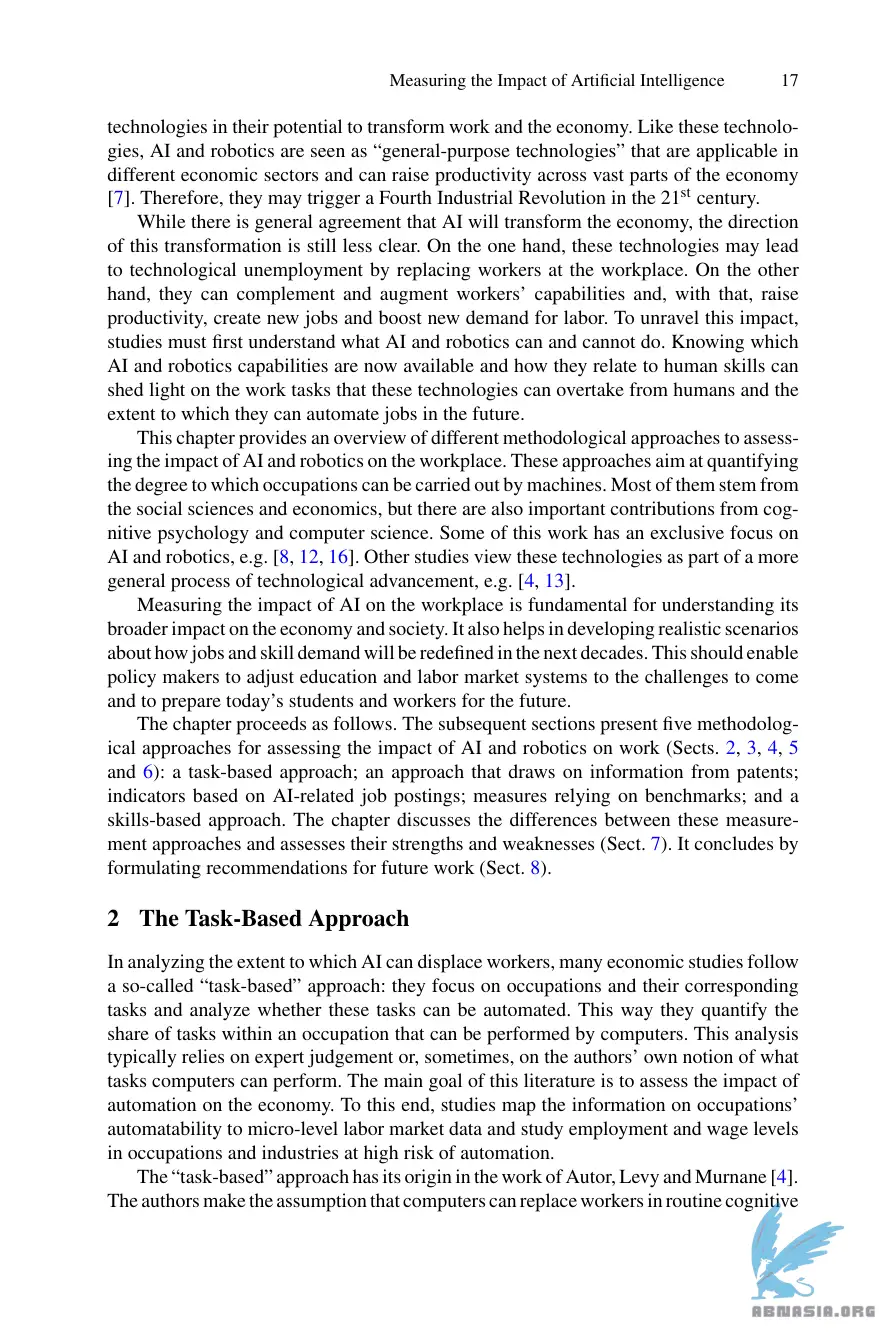 Measuring the Impact of Artificial Intelligence 17
technologies in their potential to transform work and the economy. Like these technolo-
gies, AI and robotics are seen as “general-purpose technologies” that are applicable in
different economic sectors and can raise productivity across vast parts of the economy
[7]. Therefore, they may trigger a Fourth Industrial Revolution in the 21st century.
While there is general agreement that AI will transform the economy, the direction
of this transformation is still less clear. On the one hand, these technologies may lead
to technological unemployment by replacing workers at the workplace. On the other
hand, they can complement and augment workers’ capabilities and, with that, raise
productivity, create new jobs and boost new demand for labor. To unravel this impact,
studies must first understand what AI and robotics can and cannot do. Knowing which
AI and robotics capabilities are now available and how they relate to human skills can
shed light on the work tasks that these technologies can overtake from humans and the
extent to which they can automate jobs in the future.
This chapter provides an overview of different methodological approaches to assess-
ing the impact of AI and robotics on the workplace. These approaches aim at quantifying
the degree to which occupations can be carried out by machines. Most of them stem from
the social sciences and economics, but there are also important contributions from cog-
nitive psychology and computer science. Some of this work has an exclusive focus on
AI and robotics, e.g. [8, 12, 16]. Other studies view these technologies as part of a more
general process of technological advancement, e.g. [4, 13].
Measuring the impact of AI on the workplace is fundamental for understanding its
broader impact on the economy and society. It also helps in developing realistic scenarios
about how jobs and skill demand will be redefined in the next decades. This should enable
policy makers to adjust education and labor market systems to the challenges to come
and to prepare today’s students and workers for the future.
The chapter proceeds as follows. The subsequent sections present five methodolog-
ical approaches for assessing the impact of AI and robotics on work (Sects. 2, 3, 4, 5
and 6): a task-based approach; an approach that draws on information from patents;
indicators based on AI-related job postings; measures relying on benchmarks; and a
skills-based approach. The chapter discusses the differences between these measure-
ment approaches and assesses their strengths and weaknesses (Sect. 7). It concludes by
formulating recommendations for future work (Sect. 8).
2 The Task-Based Approach
In analyzing the extent to which AI can displace workers, many economic studies follow
a so-called “task-based” approach: they focus on occupations and their corresponding
tasks and analyze whether these tasks can be automated. This way they quantify the
share of tasks within an occupation that can be performed by computers. This analysis
typically relies on expert judgement or, sometimes, on the authors’ own notion of what
tasks computers can perform. The main goal of this literature is to assess the impact of
automation on the economy. To this end, studies map the information on occupations’
automatability to micro-level labor market data and study employment and wage levels
in occupations and industries at high risk of automation.
The “task-based” approach has its origin in the work of Autor, Levy and Murnane [4].
The authors make the assumption that computers can replace workers in routine cognitive
ABNASIA.ORG